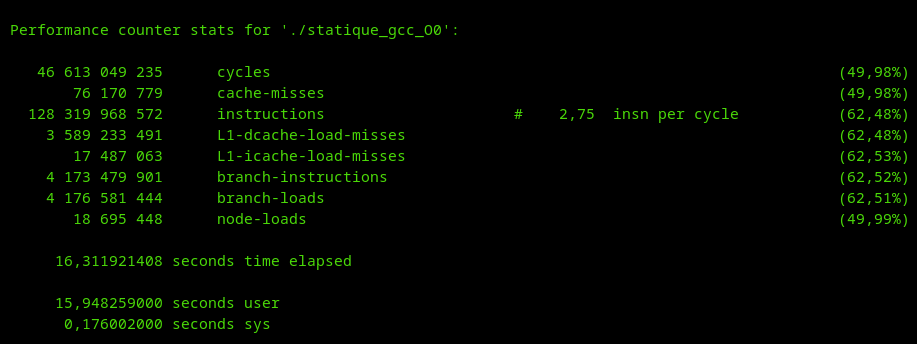 Performance counter stats for './statique_gcc_O0':
46 613 049 235 cycles (49,98%)
76 170 779 cache-misses (49,98%)
128 319 968 572 instructions # 2,75 insn per cycle (62,48%)
3 589 233 491 L1-dcache-load-misses (62,48%)
17 487 063 L1-icache-load-misses (62,53%)
4 173 479 901 branch-instructions (62,52%)
4 176 581 444 branch-loads (62,51%)
18 695 448 node-loads (49,99%)
16,311921408 seconds time elapsed
15,948259000 seconds user
0,176002000 seconds sys